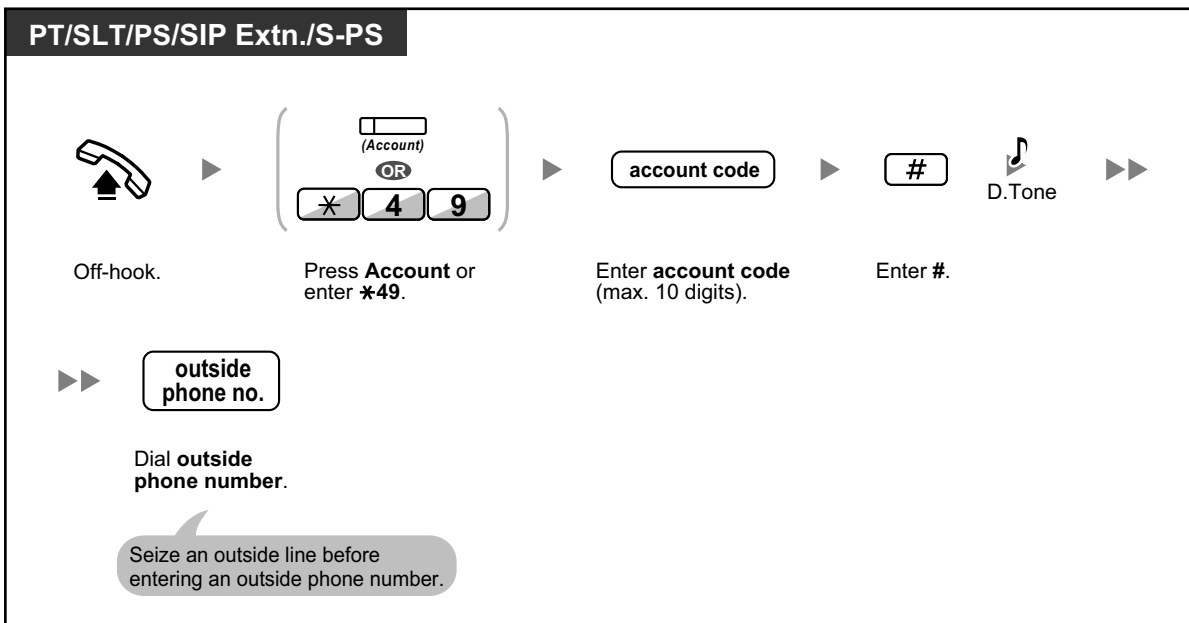 PT/SLT/PS/SIP Extn./S-PS
(Account)
OR
* 4 9
account code
#
D.Tone
Off-hook.
Press Account or
enter *49.
Enter account code
(max. 10 digits).
Enter #.
outside
phone no.
Dial outside
phone number.
Seize an outside line before
entering an outside phone number.